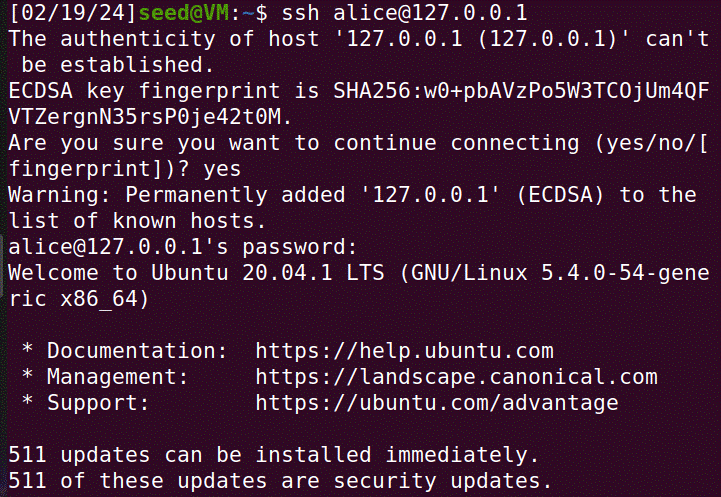 [02/19/24]seed@VM:~$ ssh alice@127.0.0.1
The authenticity of host '127.0.0.1 (127.0.0.1)' can't
 be established.
ECDSA key fingerprint is SHA256:w0+pbAVzPo5W3TCOjUm4QF
VTZergnN35rsP0je42t0M.
Are you sure you want to continue connecting (yes/no/[
fingerprint])? yes
Warning: Permanently added '127.0.0.1' (ECDSA) to the
list of known hosts.
alice@127.0.0.1's password:
Welcome to Ubuntu 20.04.1 LTS (GNU/Linux 5.4.0-54-gene
ric x86_64)

 * Documentation:  https://help.ubuntu.com
 * Management:     https://landscape.canonical.com
 * Support:        https://ubuntu.com/advantage

511 updates can be installed immediately.
511 of these updates are security updates.